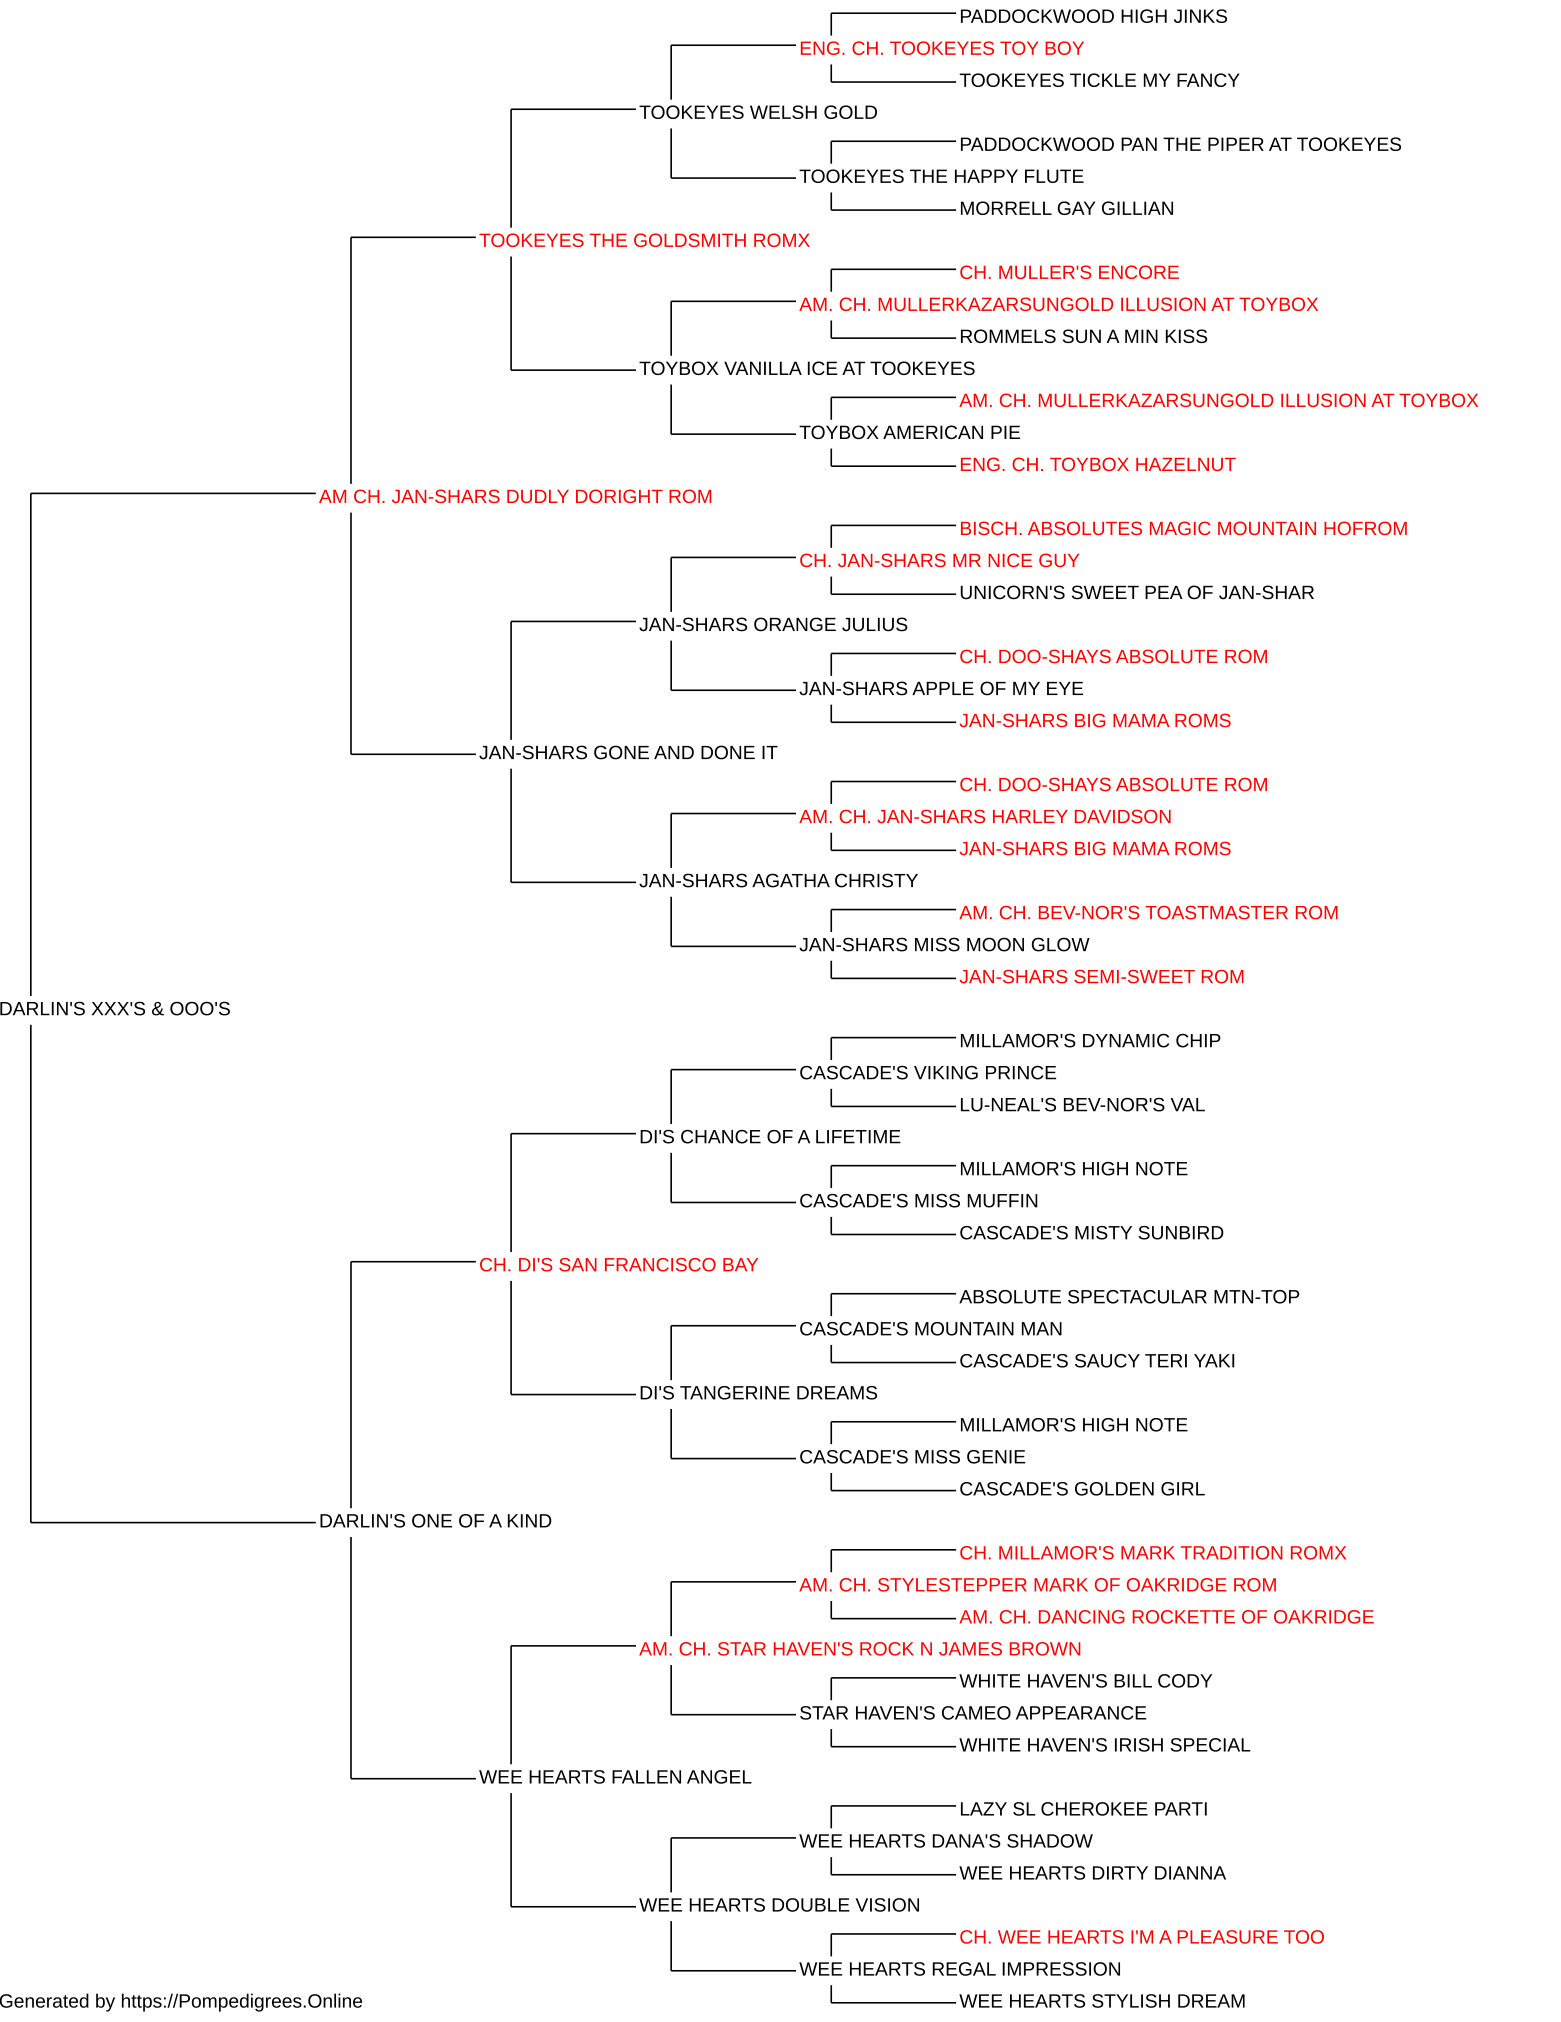 PADDOCKWOOD HIGH JINKS
ENG. CH. TOOKEYES TOY BOY
TOOKEYES TICKLE MY FANCY
TOOKEYES WELSH GOLD
PADDOCKWOOD PAN THE PIPER AT TOOKEYES
TOOKEYES THE HAPPY FLUTE
MORRELL GAY GILLIAN
TOOKEYES THE GOLDSMITH ROMX
CH. MULLER'S ENCORE
AM. CH. MULLERKAZARSUNGOLD ILLUSION AT TOYBOX
ROMMELS SUN A MIN KISS
TOYBOX VANILLA ICE AT TOOKEYES
AM. CH. MULLERKAZARSUNGOLD ILLUSION AT TOYBOX
TOYBOX AMERICAN PIE
ENG. CH. TOYBOX HAZELNUT
AM CH. JAN-SHARS DUDLY DORIGHT ROM
BISCH. ABSOLUTES MAGIC MOUNTAIN HOFROM
CH. JAN-SHARS MR NICE GUY
UNICORN'S SWEET PEA OF JAN-SHAR
JAN-SHARS ORANGE JULIUS
CH. DOO-SHAYS ABSOLUTE ROM
JAN-SHARS APPLE OF MY EYE
JAN-SHARS BIG MAMA ROMS
JAN-SHARS GONE AND DONE IT
CH. DOO-SHAYS ABSOLUTE ROM
AM. CH. JAN-SHARS HARLEY DAVIDSON
JAN-SHARS BIG MAMA ROMS
JAN-SHARS AGATHA CHRISTY
AM. CH. BEV-NOR'S TOASTMASTER ROM
JAN-SHARS MISS MOON GLOW
JAN-SHARS SEMI-SWEET ROM
DARLIN'S XXX'S & OOO'S
MILLAMOR'S DYNAMIC CHIP
CASCADE'S VIKING PRINCE
LU-NEAL'S BEV-NOR'S VAL
DI'S CHANCE OF A LIFETIME
MILLAMOR'S HIGH NOTE
CASCADE'S MISS MUFFIN
CASCADE'S MISTY SUNBIRD
CH. DI'S SAN FRANCISCO BAY
ABSOLUTE SPECTACULAR MTN-TOP
CASCADE'S MOUNTAIN MAN
CASCADE'S SAUCY TERI YAKI
DI'S TANGERINE DREAMS
MILLAMOR'S HIGH NOTE
CASCADE'S MISS GENIE
CASCADE'S GOLDEN GIRL
DARLIN'S ONE OF A KIND
CH. MILLAMOR'S MARK TRADITION ROMX
AM. CH. STYLESTEPPER MARK OF OAKRIDGE ROM
AM. CH. DANCING ROCKETTE OF OAKRIDGE
AM. CH. STAR HAVEN'S ROCK N JAMES BROWN
WHITE HAVEN'S BILL CODY
STAR HAVEN'S CAMEO APPEARANCE
WHITE HAVEN'S IRISH SPECIAL
WEE HEARTS FALLEN ANGEL
LAZY SL CHEROKEE PARTI
WEE HEARTS DANA'S SHADOW
WEE HEARTS DIRTY DIANNA
WEE HEARTS DOUBLE VISION
CH. WEE HEARTS I'M A PLEASURE TOO
WEE HEARTS REGAL IMPRESSION
WEE HEARTS STYLISH DREAM
Generated by https://Pompedigrees.Online